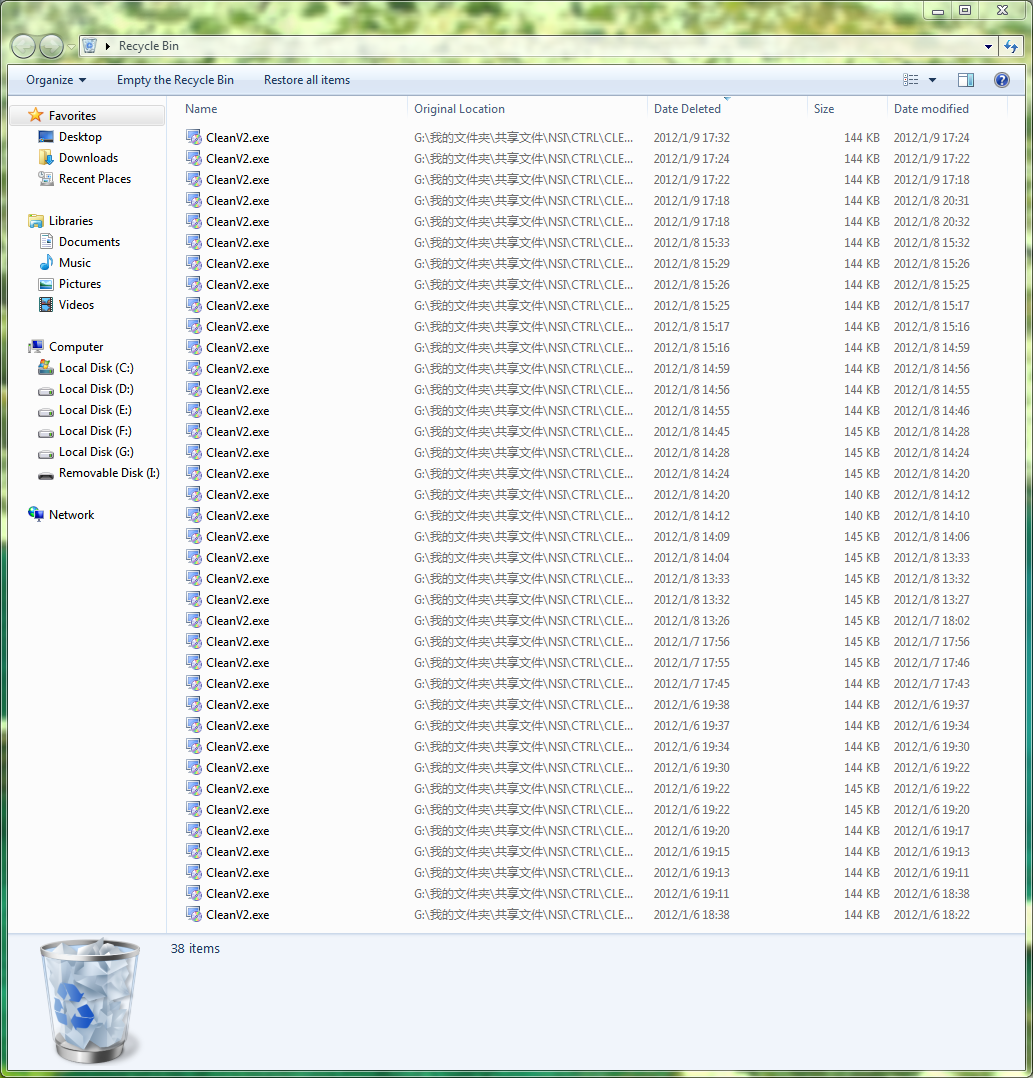 Recycle Bin
Organize Empty the Recycle Bin Restore all items
Name Original Location Date Deleted Size Date modified
Favorites
Desktop
Downloads
Recent Places
Libraries
Documents
Music
Pictures
Videos
Computer
Local Disk (C:)
Local Disk (D:)
Local Disk (E:)
Local Disk (F:)
Local Disk (G:)
Removable Disk (I:)
Network
CleanV2.exe G:\我的文件夹\共享文件\NSI\CTRL\CLE... 2012/1/9 17:32 144 KB 2012/1/9 17:24
CleanV2.exe G:\我的文件夹\共享文件\NSI\CTRL\CLE... 2012/1/9 17:24 144 KB 2012/1/9 17:22
CleanV2.exe G:\我的文件夹\共享文件\NSI\CTRL\CLE... 2012/1/9 17:22 144 KB 2012/1/9 17:18
CleanV2.exe G:\我的文件夹\共享文件\NSI\CTRL\CLE... 2012/1/9 17:18 144 KB 2012/1/8 20:31
CleanV2.exe G:\我的文件夹\共享文件\NSI\CTRL\CLE... 2012/1/9 17:18 144 KB 2012/1/8 20:32
CleanV2.exe G:\我的文件夹\共享文件\NSI\CTRL\CLE... 2012/1/8 15:33 144 KB 2012/1/8 15:32
CleanV2.exe G:\我的文件夹\共享文件\NSI\CTRL\CLE... 2012/1/8 15:29 144 KB 2012/1/8 15:26
CleanV2.exe G:\我的文件夹\共享文件\NSI\CTRL\CLE... 2012/1/8 15:26 144 KB 2012/1/8 15:25
CleanV2.exe G:\我的文件夹\共享文件\NSI\CTRL\CLE... 2012/1/8 15:25 144 KB 2012/1/8 15:17
CleanV2.exe G:\我的文件夹\共享文件\NSI\CTRL\CLE... 2012/1/8 15:17 144 KB 2012/1/8 15:16
CleanV2.exe G:\我的文件夹\共享文件\NSI\CTRL\CLE... 2012/1/8 15:16 144 KB 2012/1/8 14:59
CleanV2.exe G:\我的文件夹\共享文件\NSI\CTRL\CLE... 2012/1/8 14:59 144 KB 2012/1/8 14:56
CleanV2.exe G:\我的文件夹\共享文件\NSI\CTRL\CLE... 2012/1/8 14:56 144 KB 2012/1/8 14:55
CleanV2.exe G:\我的文件夹\共享文件\NSI\CTRL\CLE... 2012/1/8 14:55 144 KB 2012/1/8 14:46
CleanV2.exe G:\我的文件夹\共享文件\NSI\CTRL\CLE... 2012/1/8 14:45 145 KB 2012/1/8 14:28
CleanV2.exe G:\我的文件夹\共享文件\NSI\CTRL\CLE... 2012/1/8 14:28 145 KB 2012/1/8 14:24
CleanV2.exe G:\我的文件夹\共享文件\NSI\CTRL\CLE... 2012/1/8 14:24 145 KB 2012/1/8 14:20
CleanV2.exe G:\我的文件夹\共享文件\NSI\CTRL\CLE... 2012/1/8 14:20 140 KB 2012/1/8 14:12
CleanV2.exe G:\我的文件夹\共享文件\NSI\CTRL\CLE... 2012/1/8 14:12 140 KB 2012/1/8 14:10
CleanV2.exe G:\我的文件夹\共享文件\NSI\CTRL\CLE... 2012/1/8 14:09 145 KB 2012/1/8 14:06
CleanV2.exe G:\我的文件夹\共享文件\NSI\CTRL\CLE... 2012/1/8 14:04 145 KB 2012/1/8 13:33
CleanV2.exe G:\我的文件夹\共享文件\NSI\CTRL\CLE... 2012/1/8 13:33 145 KB 2012/1/8 13:32
CleanV2.exe G:\我的文件夹\共享文件\NSI\CTRL\CLE... 2012/1/8 13:32 145 KB 2012/1/8 13:27
CleanV2.exe G:\我的文件夹\共享文件\NSI\CTRL\CLE... 2012/1/8 13:26 145 KB 2012/1/7 18:02
CleanV2.exe G:\我的文件夹\共享文件\NSI\CTRL\CLE... 2012/1/7 17:56 145 KB 2012/1/7 17:56
CleanV2.exe G:\我的文件夹\共享文件\NSI\CTRL\CLE... 2012/1/7 17:55 145 KB 2012/1/7 17:46
CleanV2.exe G:\我的文件夹\共享文件\NSI\CTRL\CLE... 2012/1/7 17:45 144 KB 2012/1/7 17:43
CleanV2.exe G:\我的文件夹\共享文件\NSI\CTRL\CLE... 2012/1/6 19:38 144 KB 2012/1/6 19:37
CleanV2.exe G:\我的文件夹\共享文件\NSI\CTRL\CLE... 2012/1/6 19:37 144 KB 2012/1/6 19:34
CleanV2.exe G:\我的文件夹\共享文件\NSI\CTRL\CLE... 2012/1/6 19:34 144 KB 2012/1/6 19:30
CleanV2.exe G:\我的文件夹\共享文件\NSI\CTRL\CLE... 2012/1/6 19:30 144 KB 2012/1/6 19:22
CleanV2.exe G:\我的文件夹\共享文件\NSI\CTRL\CLE... 2012/1/6 19:22 145 KB 2012/1/6 19:22
CleanV2.exe G:\我的文件夹\共享文件\NSI\CTRL\CLE... 2012/1/6 19:22 145 KB 2012/1/6 19:20
CleanV2.exe G:\我的文件夹\共享文件\NSI\CTRL\CLE... 2012/1/6 19:20 144 KB 2012/1/6 19:17
CleanV2.exe G:\我的文件夹\共享文件\NSI\CTRL\CLE... 2012/1/6 19:15 144 KB 2012/1/6 19:13
CleanV2.exe G:\我的文件夹\共享文件\NSI\CTRL\CLE... 2012/1/6 19:13 144 KB 2012/1/6 19:11
CleanV2.exe G:\我的文件夹\共享文件\NSI\CTRL\CLE... 2012/1/6 19:11 144 KB 2012/1/6 18:38
CleanV2.exe G:\我的文件夹\共享文件\NSI\CTRL\CLE... 2012/1/6 18:38 144 KB 2012/1/6 18:22
38 items